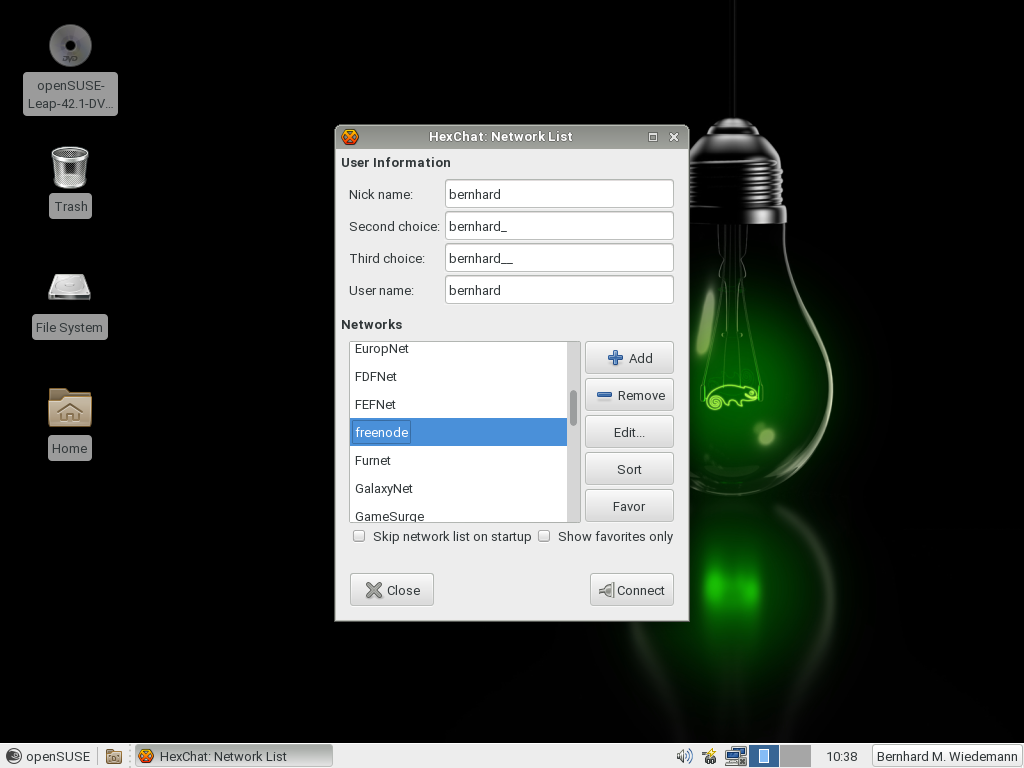 openSUSE-
Leap-42.1-DV...
Trash
File System
Home
HexChat: Network List
User Information
Nick name: bernhard
Second choice: bernhard_
Third choice: bernhard__
User name: bernhard
Networks
EuropNet
FDFNet
FEFNet
freenode
Furnet
GalaxyNet
GameSurge
Add
Remove
Edit...
Sort
Favor
Skip network list on startup Show favorites only
Close Connect
openSUSE HexChat: Network List 10:38 Bernhard M. Wiedemann